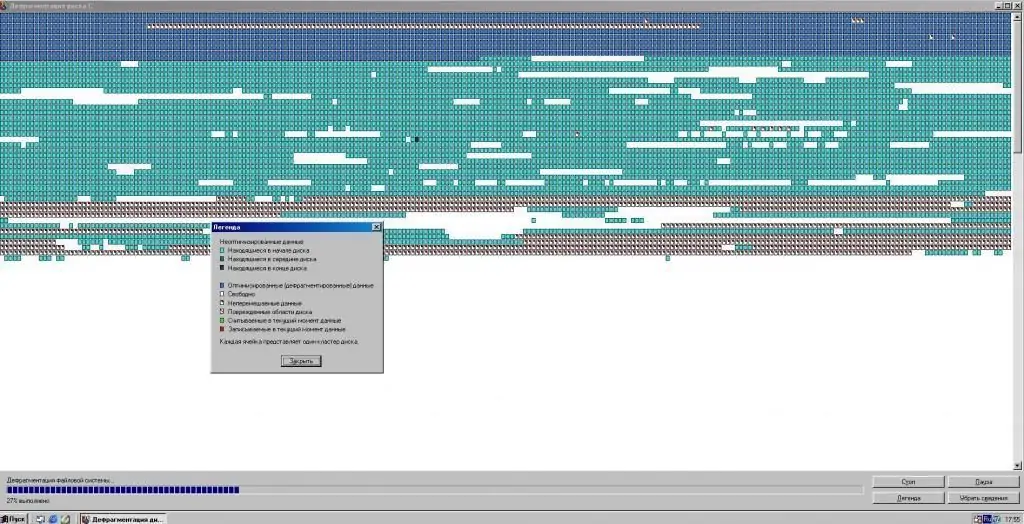 Дефрагментация диска C
Легенда
Неоптимизированные данные
Находящиеся в начале диска
Находящиеся в середине диска
Находящиеся в конце диска
Оптимизированные (дефрагментированные) данные
Свободно
Неперемещаемые данные
Поврежденные области диска
Считываемые в текущий момент данные
Записываемые в текущий момент данные
Каждая ячейка представляет один кластер диска.
Закрыть
Дефрагментация файловой системы...
27% выполнено
Стоп
Пауза
Легенда
Убрать сведения
Пуск
Дефрагментация ди...
Ru
17:55